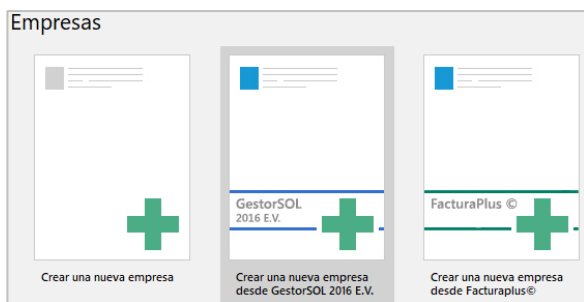 Empresas
GestorSOL
2016 E.V.
FacturaPlus ©
Crear una nueva empresa
Crear una nueva empresa
desde GestorSOL 2016 E.V.
Crear una nueva empresa
desde Facturaplus©